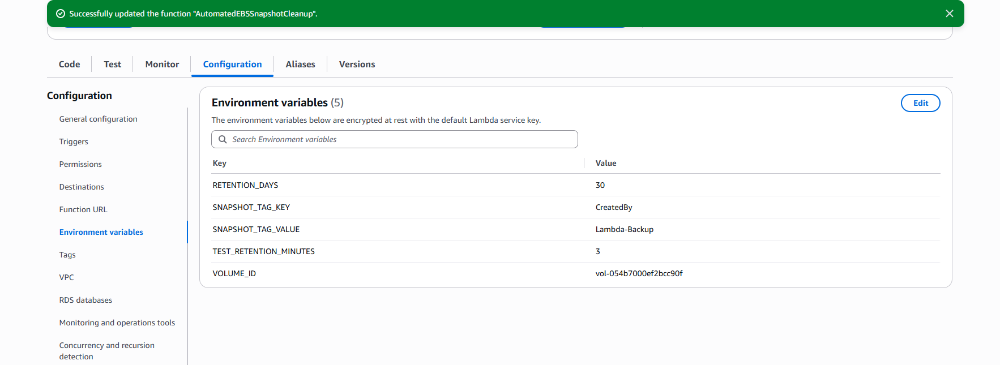 Successfully updated the function "AutomatedEBSSnapshotCleanup".
Code Test Monitor Configuration Aliases Versions
Configuration
General configuration
Triggers
Permissions
Destinations
Function URL
Environment variables
Tags
VPC
RDS databases
Monitoring and operations tools
Concurrency and recursion
detection
Environment variables (5)
Edit
The environment variables below are encrypted at rest with the default Lambda service key.
Search Environment variables
Key Value
RETENTION_DAYS 30
SNAPSHOT_TAG_KEY CreatedBy
SNAPSHOT_TAG_VALUE Lambda-Backup
TEST_RETENTION_MINUTES 3
VOLUME_ID vol-054b7000ef2bcc90f